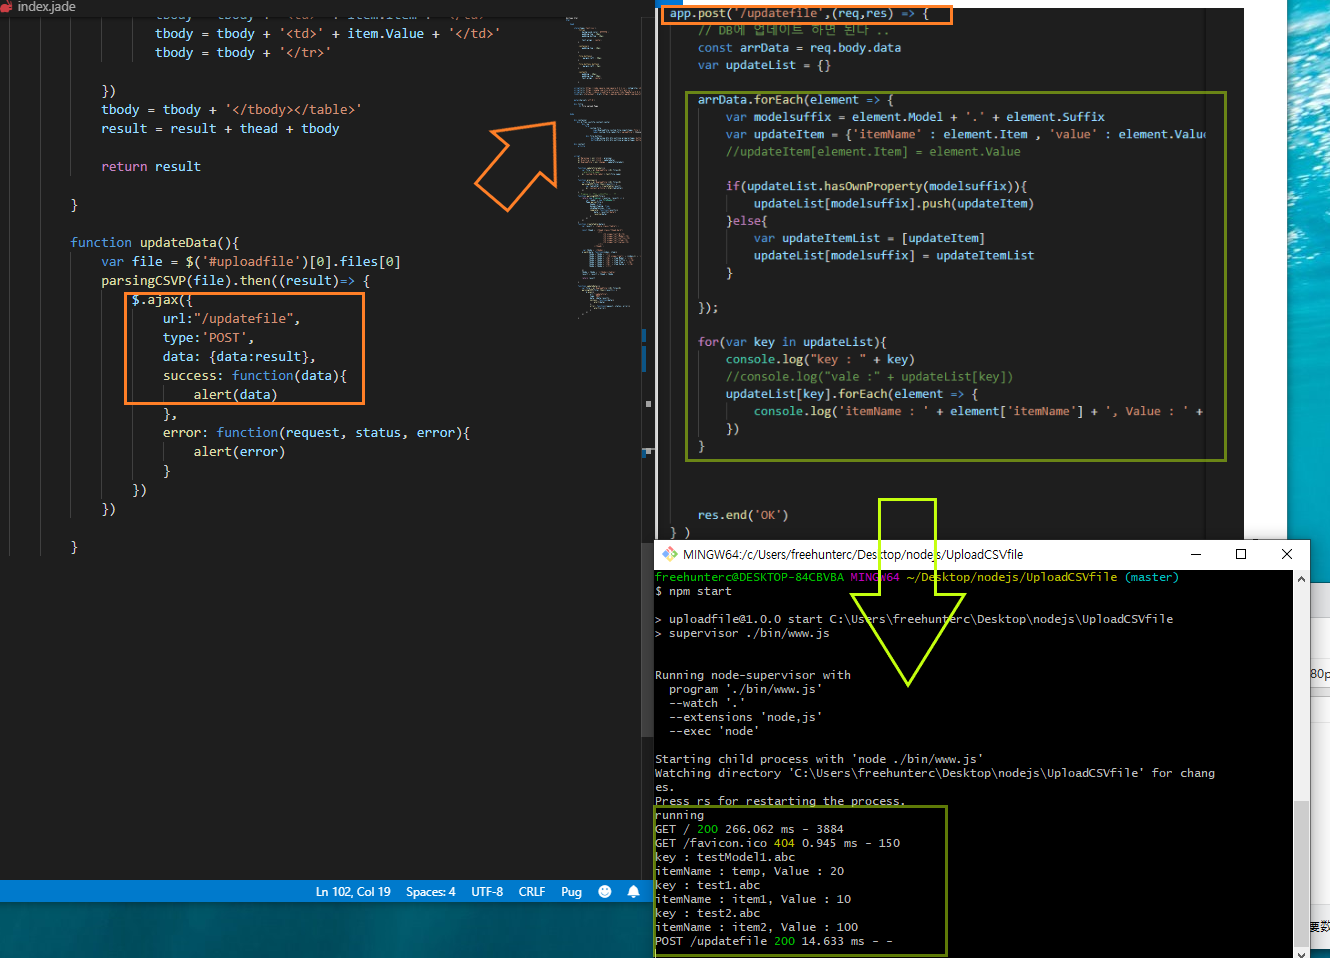 index.jade
tbody = tbody + '<td>' + item.Item + '</td>'
tbody = tbody + '<td>' + item.Value + '</td>'
tbody = tbody + '</tr>'
})
tbody = tbody + '</tbody></table>'
result = result + thead + tbody
return result
}
function updateData(){
var file = $('#uploadfile')[0].files[0]
parsingCSVP(file).then((result)=> {
$.ajax({
url:"/updatefile",
type:'POST',
data: {data:result},
success: function(data){
alert(data)
},
error: function(request, status, error){
alert(error)
}
})
})
}
Ln 102, Col 19 Spaces: 4 UTF-8 CRLF Pug
app.post('/updatefile',(req,res) => {
// DB에 업데이트 하면 된다 ..
const arrData = req.body.data
var updateList = {}
arrData.forEach(element => {
var modelsuffix = element.Model + '.' + element.Suffix
var updateItem = {'itemName' : element.Item , 'value' : element.Value
//updateItem[element.Item] = element.Value
if(updateList.hasOwnProperty(modelsuffix)){
updateList[modelsuffix].push(updateItem)
}else{
var updateItemList = [updateItem]
updateList[modelsuffix] = updateItemList
}
});
for(var key in updateList){
console.log("key : " + key)
//console.log("vale :" + updateList[key])
updateList[key].forEach(element => {
console.log('itemName : ' + element['itemName'] + ', Value : ' +
})
}
res.end('OK')
} )
MINGW64:/c/Users/freehunterc/Desktop/nodejs/UploadCSVfile
freehunterc@DESKTOP-84CBVBA MINGW64 ~/Desktop/nodejs/UploadCSVfile (master)
$ npm start
> uploadfile@1.0.0 start C:\Users\freehunterc\Desktop\nodejs\UploadCSVfile
> supervisor ./bin/www.js
Running node-supervisor with
program './bin/www.js'
--watch '.'
--extensions 'node,js'
--exec 'node'
Starting child process with 'node ./bin/www.js'
Watching directory 'C:\Users\freehunterc\Desktop\nodejs\UploadCSVfile' for chang
es.
Press rs for restarting the process.
running
GET / 200 266.062 ms - 3884
GET /favicon.ico 404 0.945 ms - 150
key : testModel1.abc
itemName : temp, Value : 20
key : test1.abc
itemName : item1, Value : 10
key : test2.abc
itemName : item2, Value : 100
POST /updatefile 200 14.633 ms - -
80p
要数